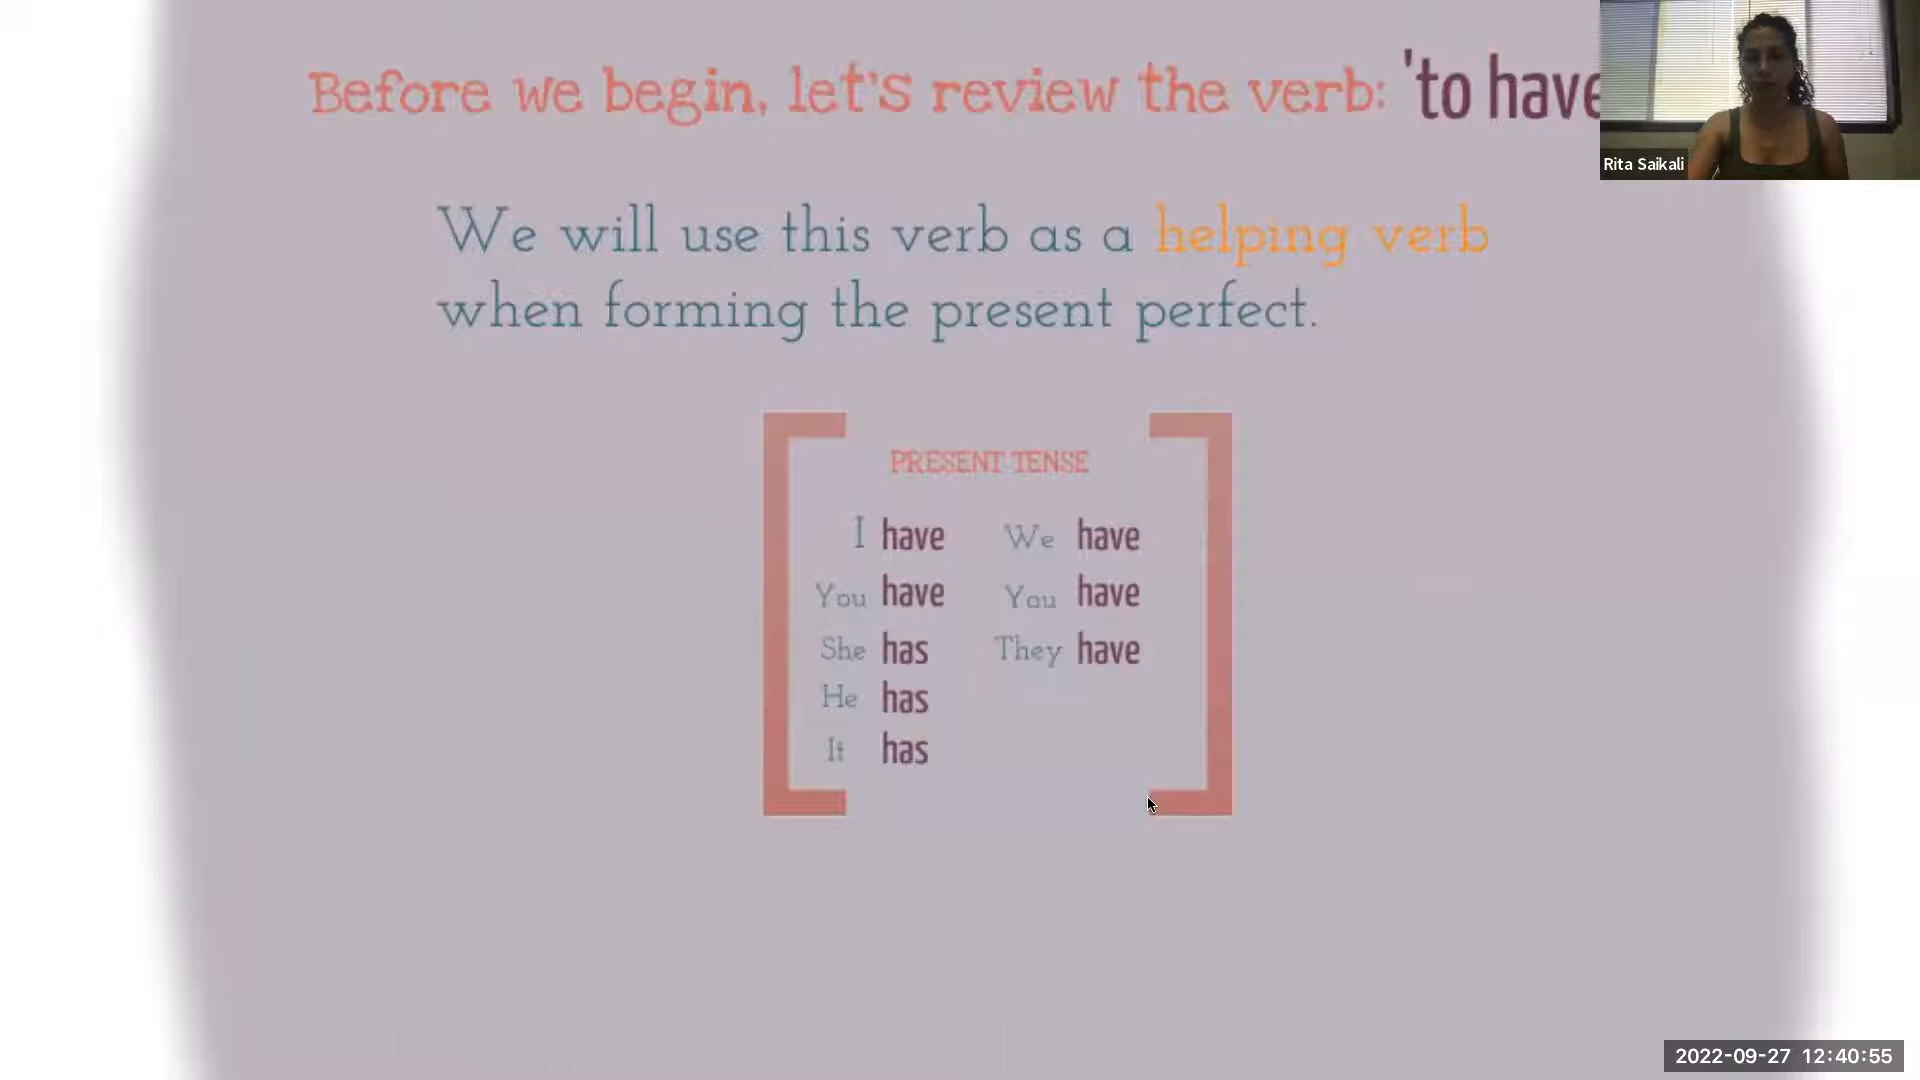 Before we begin, let's review the verb: 'to have
Rita Saikali
We will use this verb as a helping verb
when forming the present perfect.
PRESENT TENSE
I have We have
You have You have
She has They have
He has
It has
2022-09-27 12:40:55